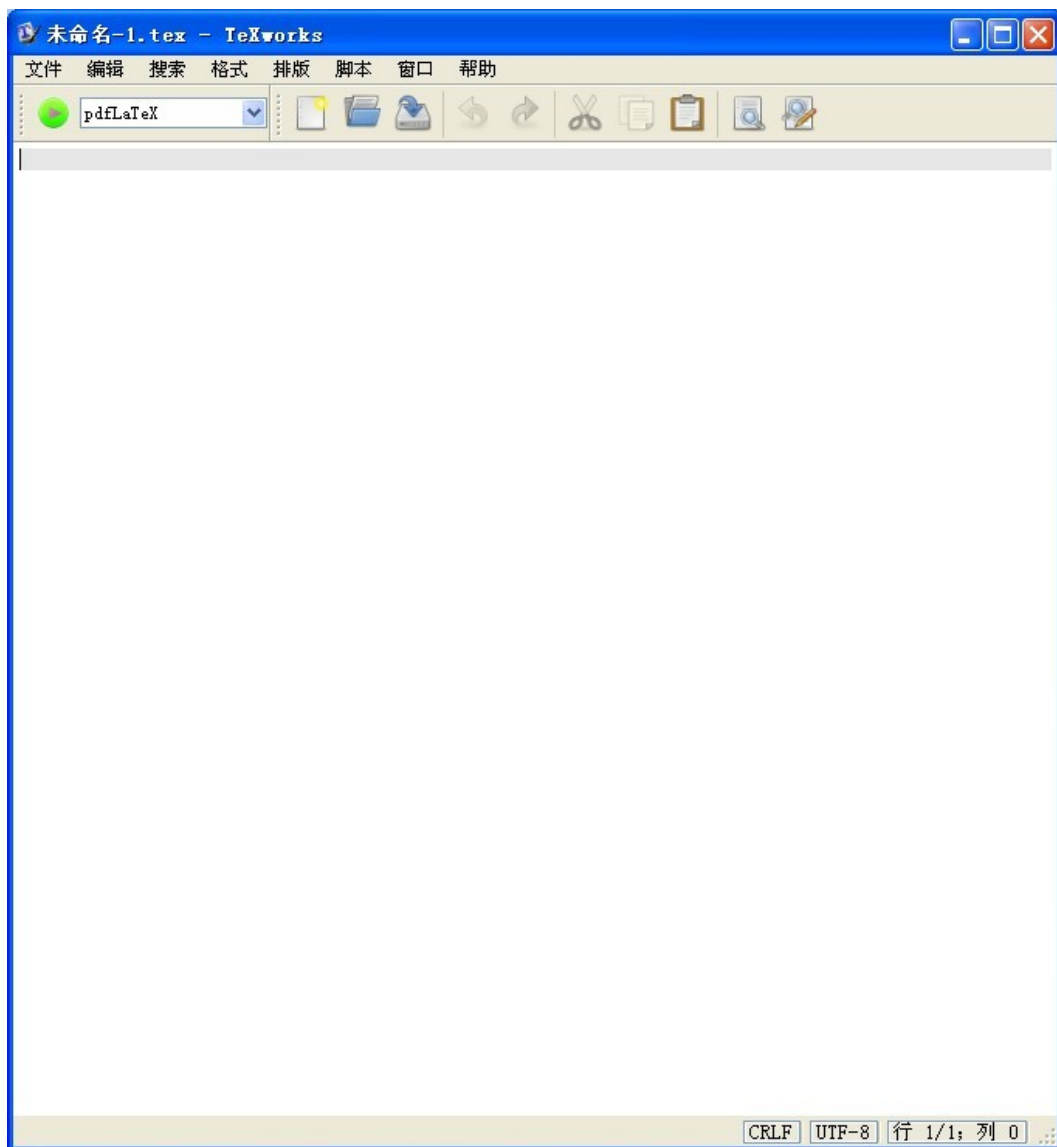 未命名-1.tex - TeXworks
文件 编辑 搜索 格式 排版 脚本 窗口 帮助
pdfLaTeX
CRLF UTF-8 行 1/1; 列 0